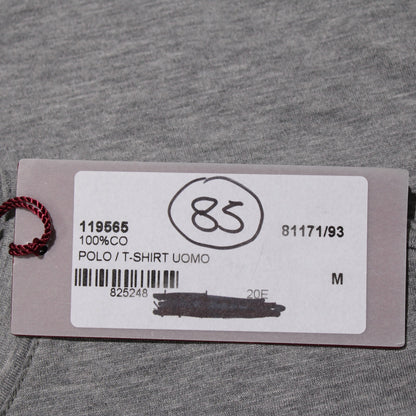 85
119565 81171/93
100%CO
POLO / T-SHIRT UOMO
M
825248 20E